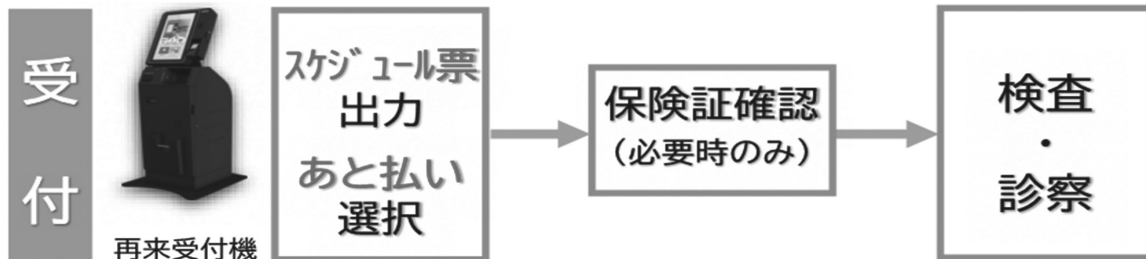 受付
再来受付機
スケジュール票
出力
あと払い
選択
保険証確認
（必要時のみ）
検査
・
診察